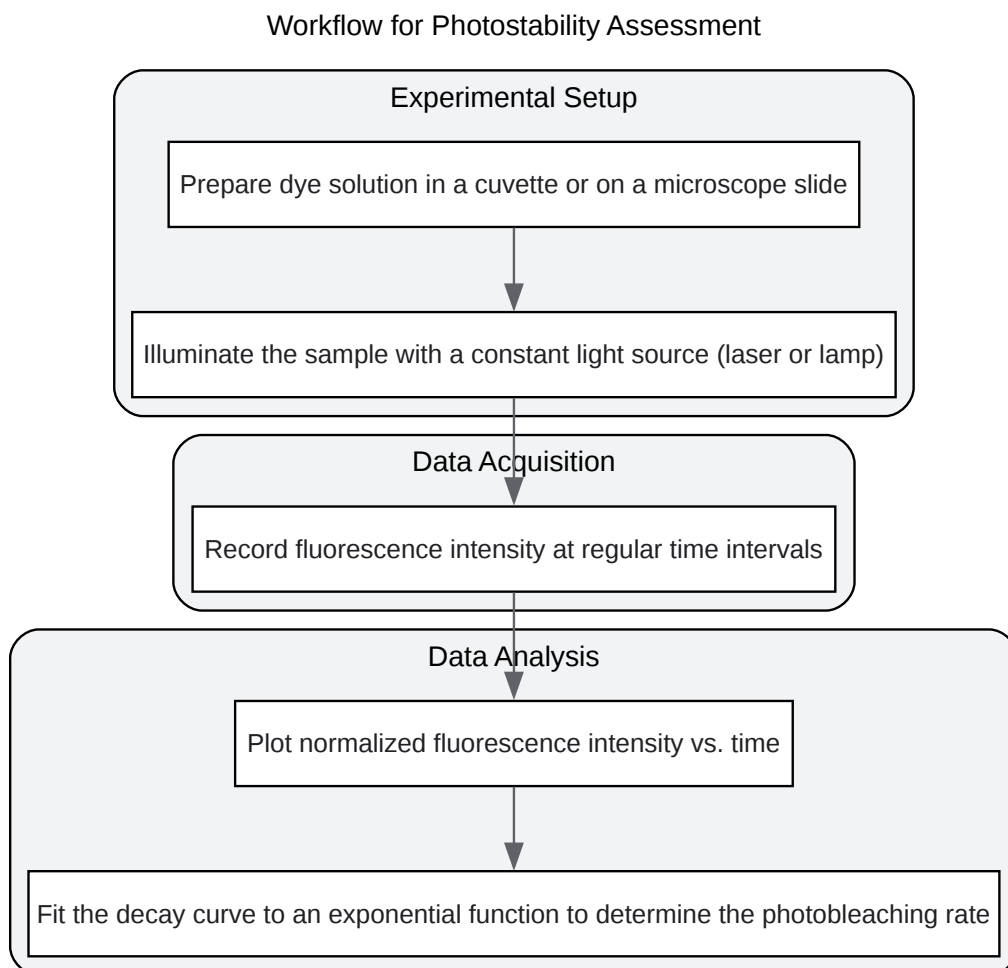 Workflow for Photostability Assessment
Experimental Setup
Prepare dye solution in a cuvette or on a microscope slide
Illuminate the sample with a constant light source (laser or lamp)
Data Acquisition
Record fluorescence intensity at regular time intervals
Data Analysis
Plot normalized fluorescence intensity vs. time
Fit the decay curve to an exponential function to determine the photobleaching rate